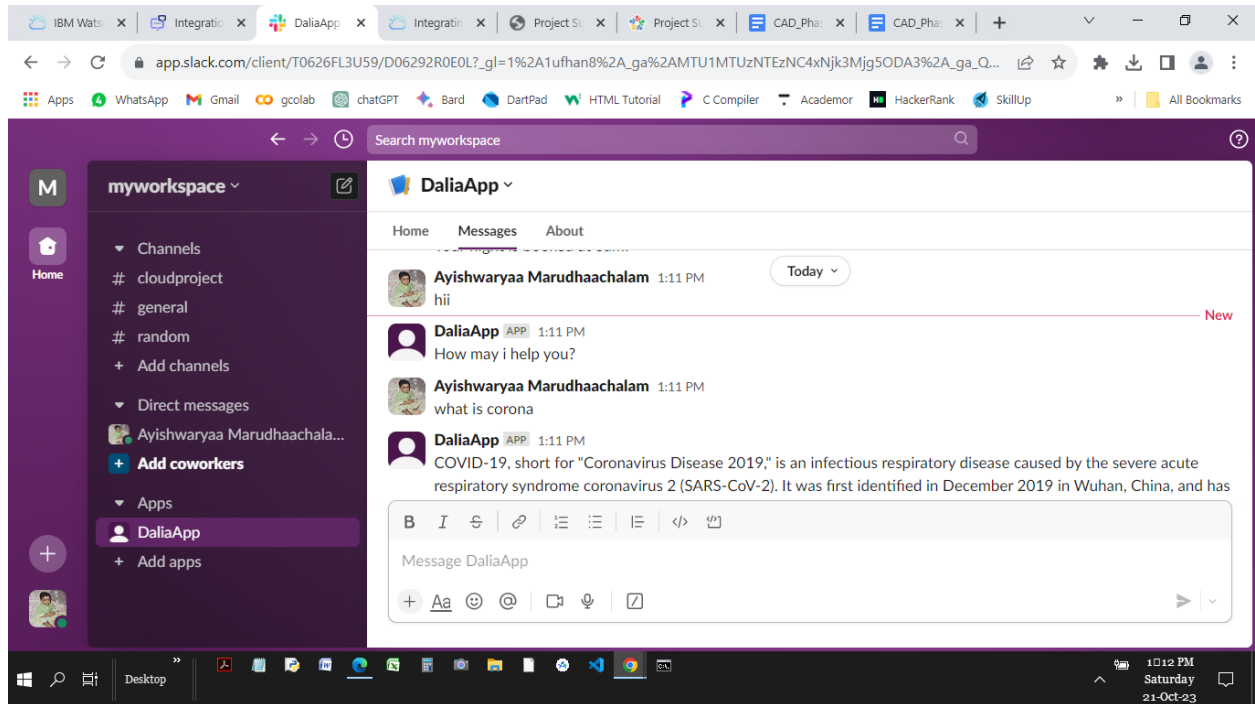 IBM Wats
Integratio
DaliaApp
Integratin
Project Su
Project Su
CAD_Pha
CAD_Pha
app.slack.com/client/T0626FL3U59/D06292R0E0L?_gl=1%2A1ufhan8%2A_ga%2AMTU1MTUzNTEzNC4xNjk3Mjg5ODA3%2A_ga_Q...
Apps WhatsApp Gmail gcolab chatGPT Bard DartPad HTML Tutorial C Compiler Academor HackerRank SkillUp » All Bookmarks
Search myworkspace
M
myworkspace
DaliaApp
Home Messages About
Home
Channels
# cloudproject
# general
# random
+ Add channels
Direct messages
Ayishwaryaa Marudhaachala...
+ Add coworkers
Apps
DaliaApp
+ Add apps
Today
Ayishwaryaa Marudhaachalam 1:11 PM
hii
New
DaliaApp APP 1:11 PM
How may i help you?
Ayishwaryaa Marudhaachalam 1:11 PM
what is corona
DaliaApp APP 1:11 PM
COVID-19, short for "Coronavirus Disease 2019," is an infectious respiratory disease caused by the severe acute
respiratory syndrome coronavirus 2 (SARS-CoV-2). It was first identified in December 2019 in Wuhan, China, and has
Message DaliaApp
Aa
Desktop
1:12 PM
Saturday
21-Oct-23